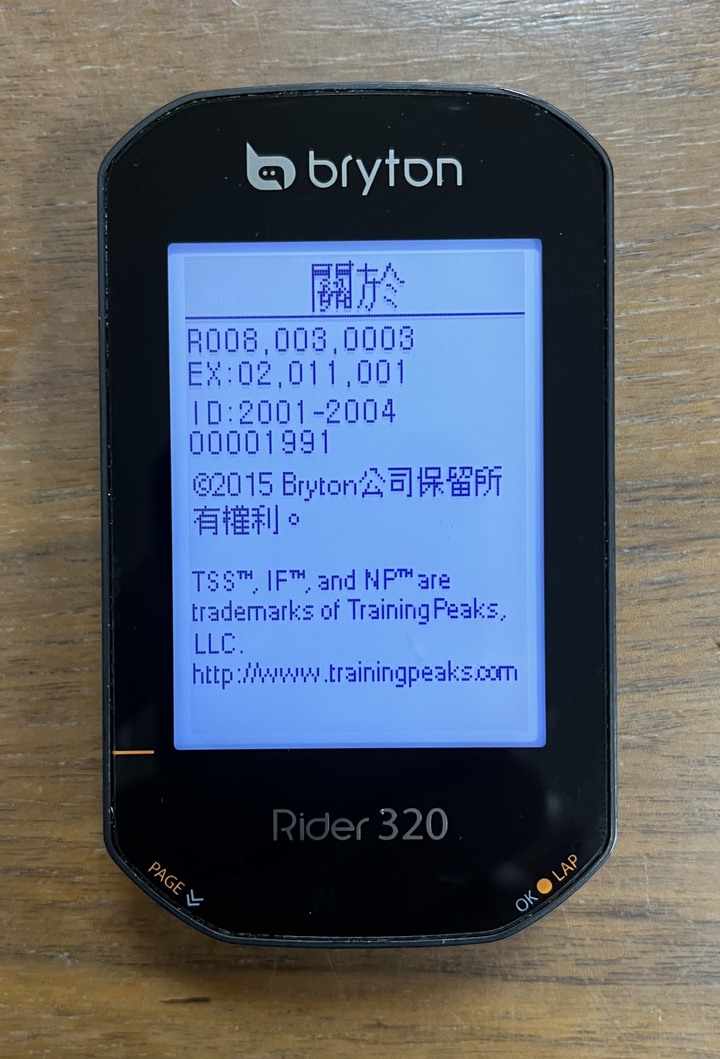 bryton
關於
R008,003,0003
EX:02,011,001
ID:2001-2004
00001991
©2015 Bryton公司保留所
有權利。
TSS™, IF™, and NP™ are
trademarks of TrainingPeaks,
LLC.
http://www.trainingpeaks.com
Rider 320
PAGE
OK LAP